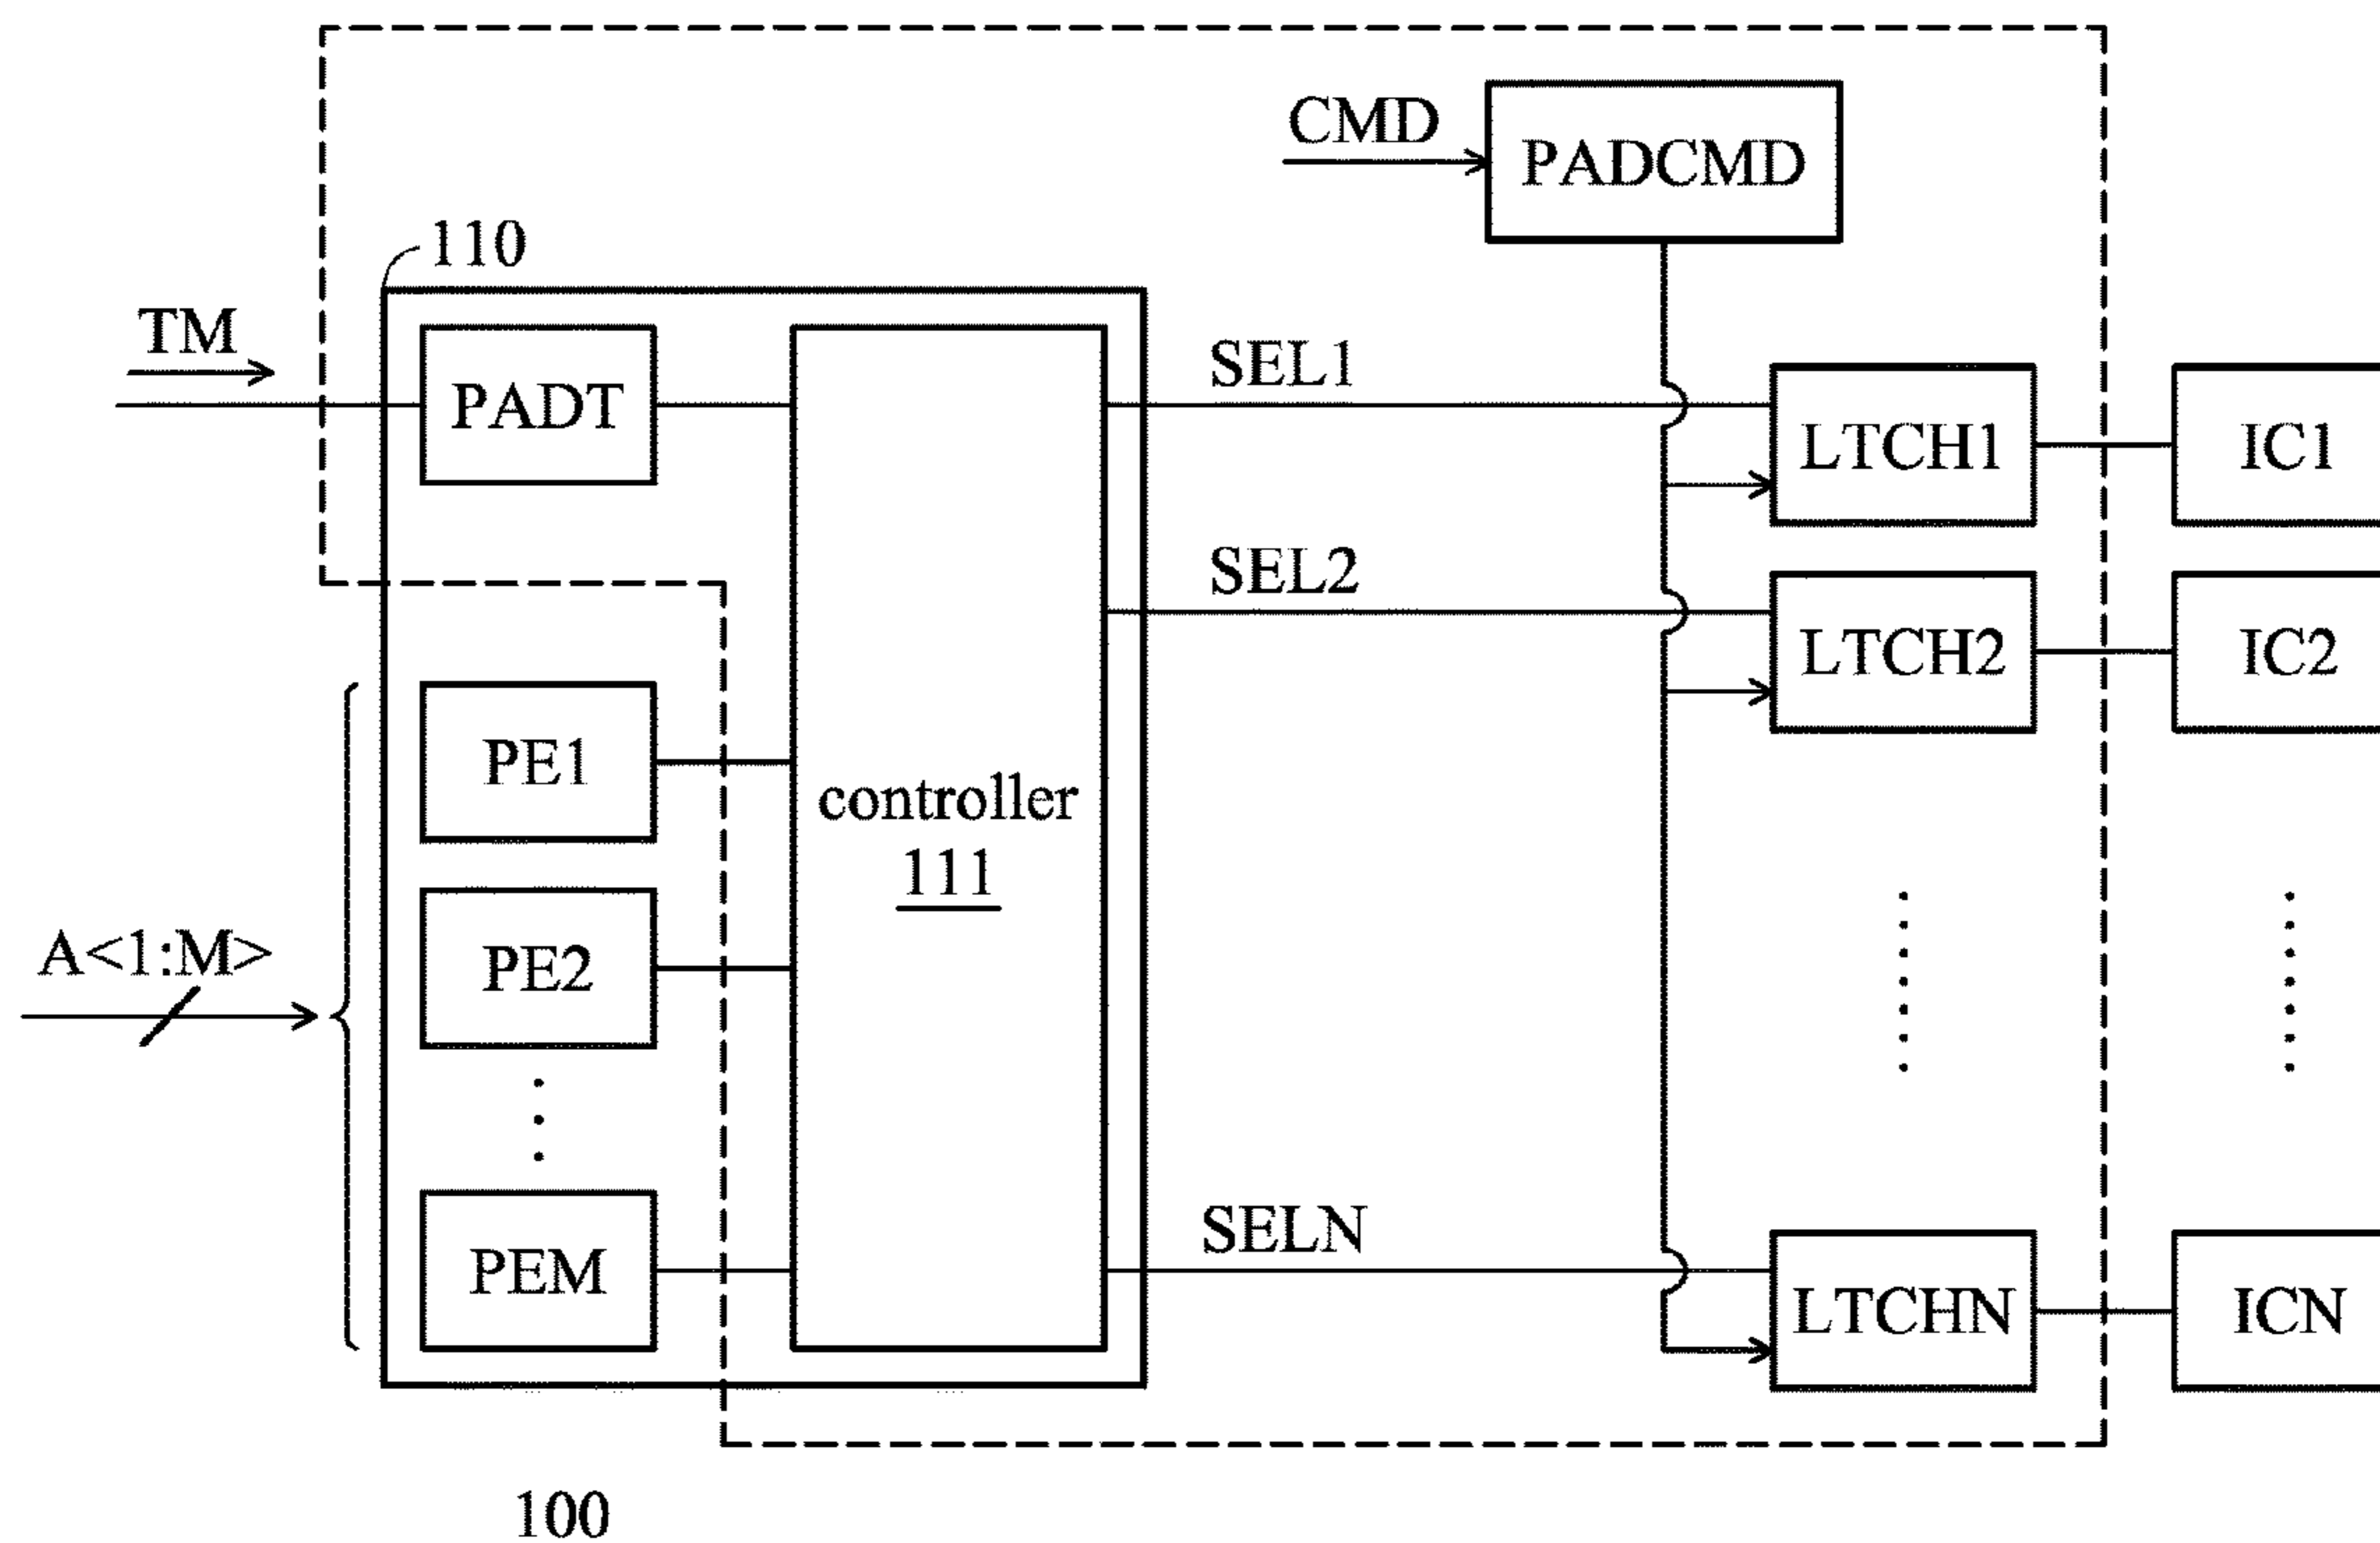 CMD
PADCMD
110
TM
PADT
SEL1
LTCH1
IC1
SEL2
LTCH2
IC2
PE1
controller
111
A<1:M>
PE2
SELN
PEM
LTCHN
ICN
100